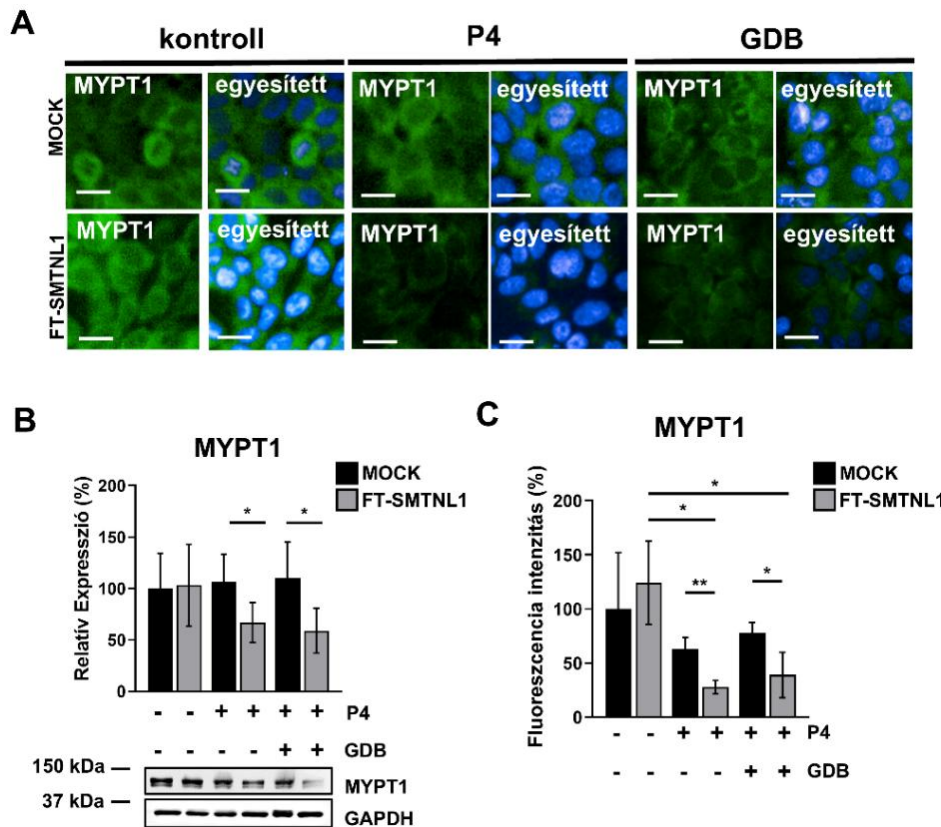 A
kontroll P4 GDB
MOCK
MYPT1 egyesített MYPT1 egyesített MYPT1 egyesített
FT-SMTNL1
MYPT1 egyesített MYPT1 egyesített MYPT1 egyesített
B
MYPT1
MOCK
FT-SMTNL1
Relatív Expresszió (%)
200
150
100
50
0
* *
- - + + + + P4
- - + + GDB
150 kDa
MYPT1
37 kDa
GAPDH
C
MYPT1
MOCK
FT-SMTNL1
Fluoreszcencia intenzitás (%)
200
150
100
50
0
*
*
** *
- - + + + + P4
- - - - + + GDB